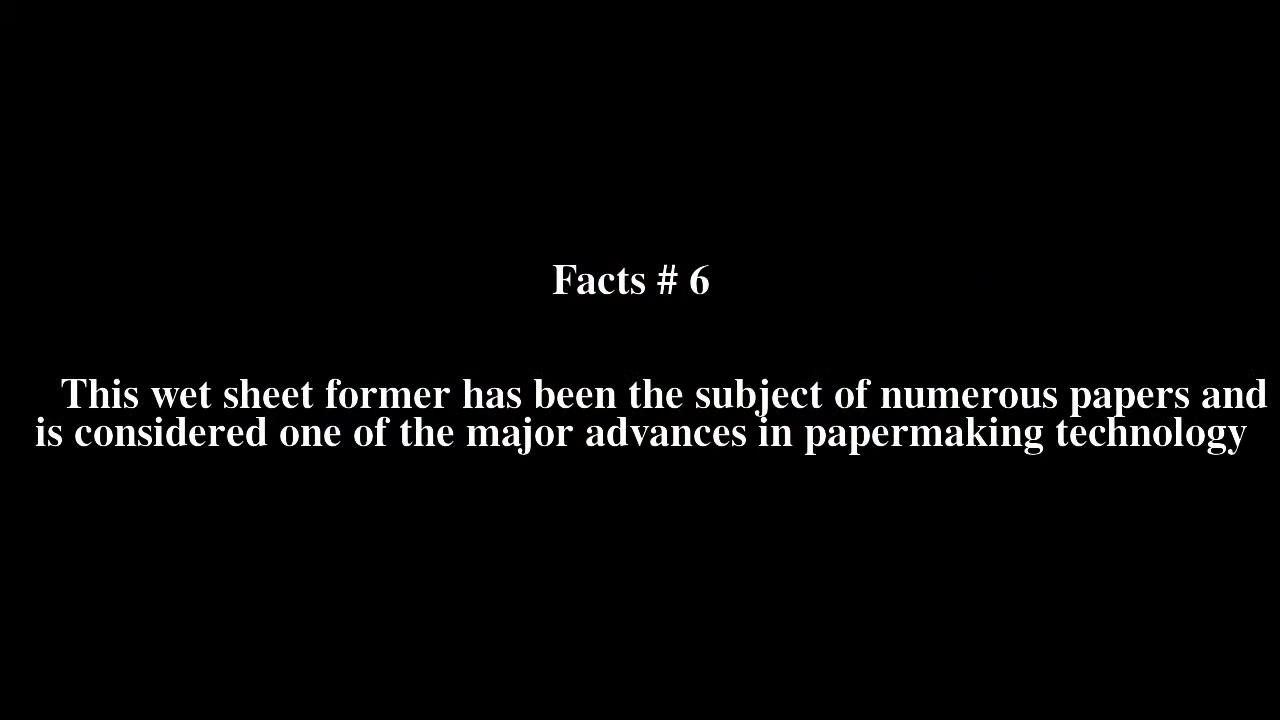 Facts # 6
This wet sheet former has been the subject of numerous papers and
is considered one of the major advances in papermaking technology